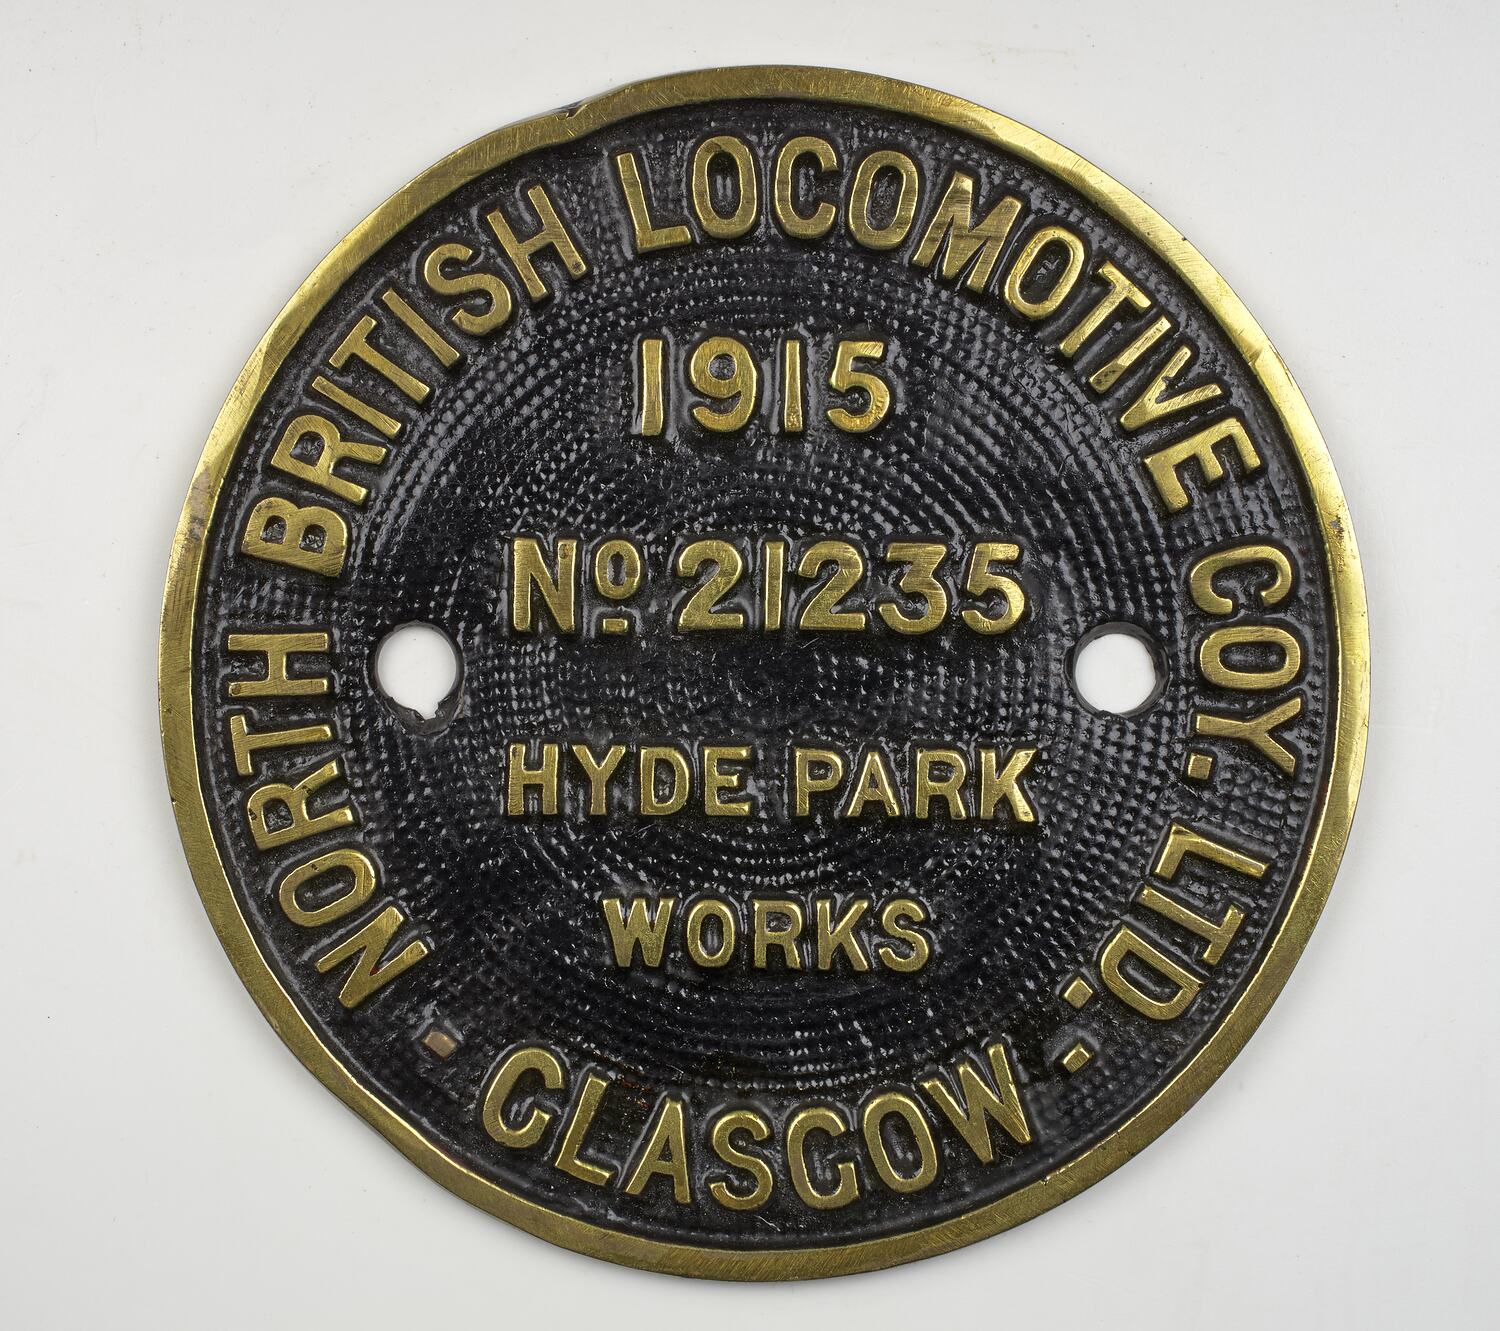 NORTH BRITISH LOCOMOTIVE COY. LTD.
1915
No. 21235
HYDE PARK
WORKS
GLASGOW